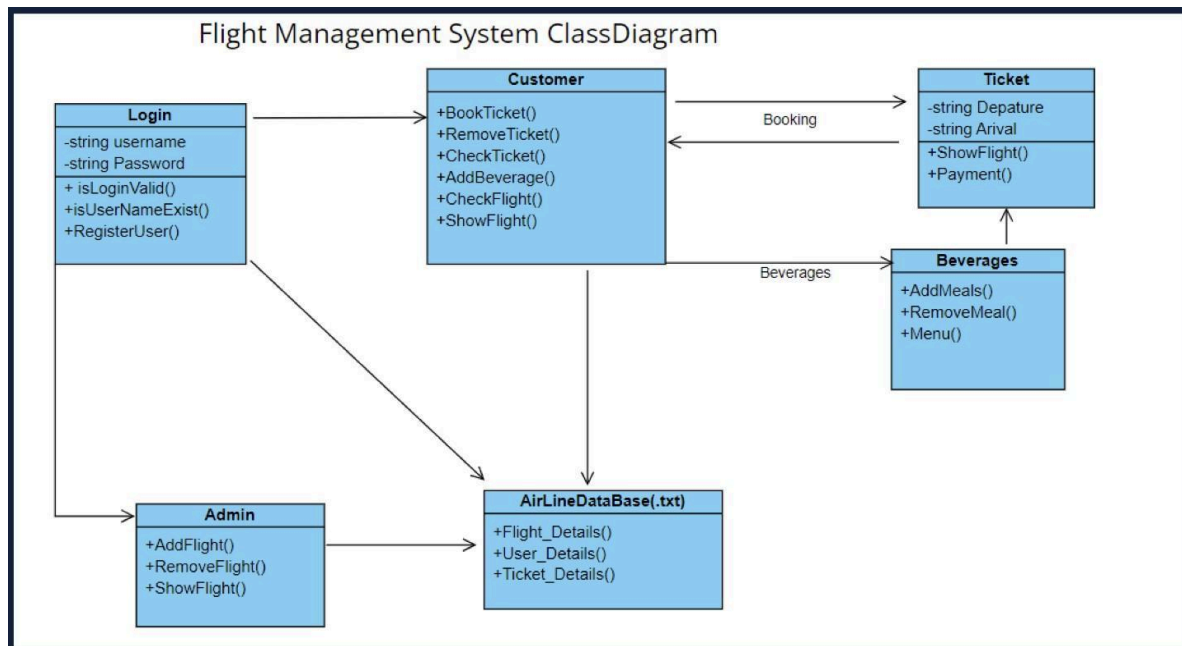 Flight Management System ClassDiagram
Login
-string username
-string Password
+ isLoginValid()
+isUserNameExist()
+RegisterUser()
Customer
+BookTicket()
+RemoveTicket()
+CheckTicket()
+AddBeverage()
+CheckFlight()
+ShowFlight()
Booking
Ticket
-string Depature
-string Arival
+ShowFlight()
+Payment()
Beverages
Beverages
+AddMeals()
+RemoveMeal()
+Menu()
Admin
+AddFlight()
+RemoveFlight()
+ShowFlight()
AirLineDataBase(.txt)
+Flight_Details()
+User_Details()
+Ticket_Details()